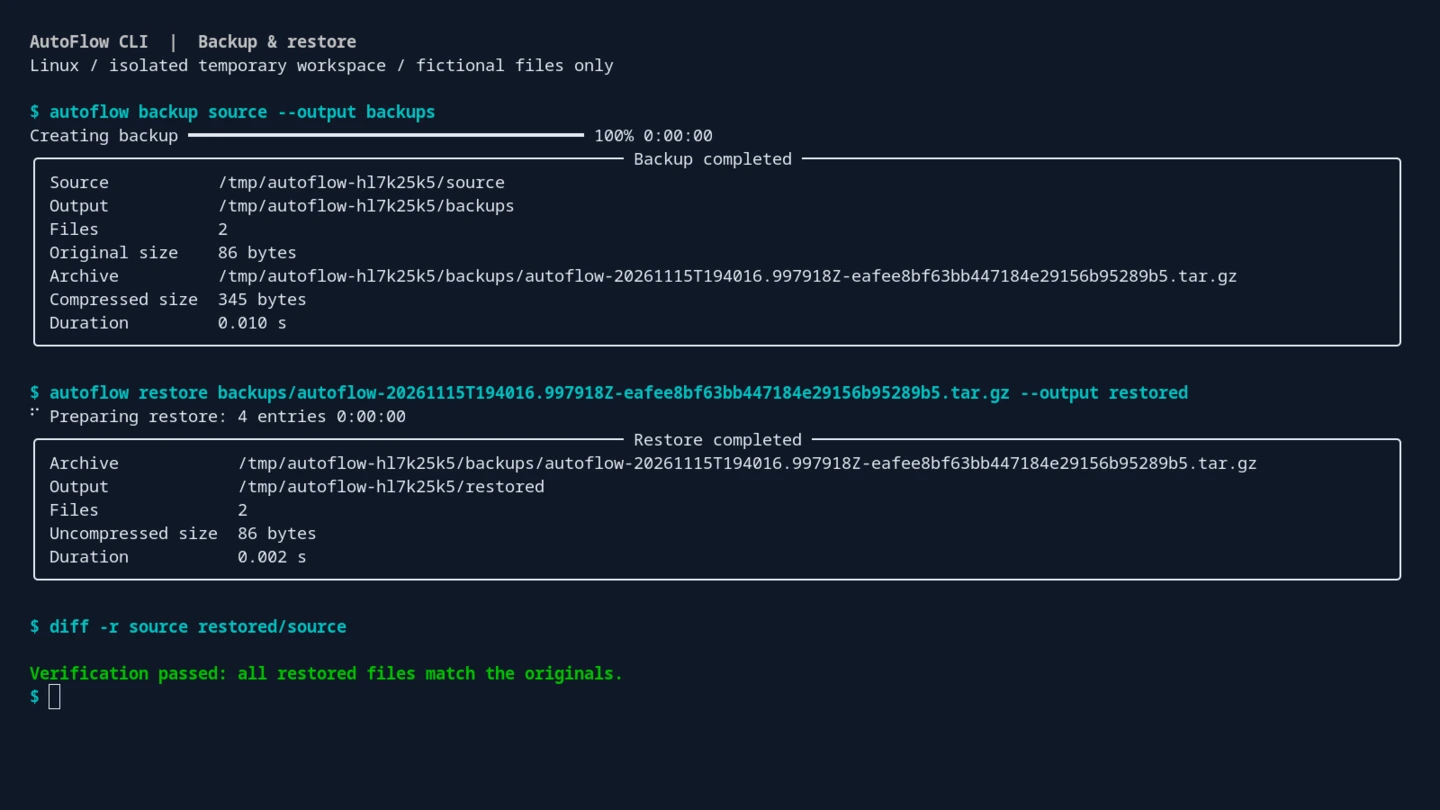 AutoFlow CLI | Backup & restore
Linux / isolated temporary workspace / fictional files only
$ autoflow backup source --output backups
Creating backup 100% 0:00:00
Backup completed
Source /tmp/autoflow-hl7k25k5/source
Output /tmp/autoflow-hl7k25k5/backups
Files 2
Original size 86 bytes
Archive /tmp/autoflow-hl7k25k5/backups/autoflow-20261115T194016.997918Z-eafee8bf63bb447184e29156b95289b5.tar.gz
Compressed size 345 bytes
Duration 0.010 s
$ autoflow restore backups/autoflow-20261115T194016.997918Z-eafee8bf63bb447184e29156b95289b5.tar.gz --output restored
⠋ Preparing restore: 4 entries 0:00:00
Restore completed
Archive /tmp/autoflow-hl7k25k5/backups/autoflow-20261115T194016.997918Z-eafee8bf63bb447184e29156b95289b5.tar.gz
Output /tmp/autoflow-hl7k25k5/restored
Files 2
Uncompressed size 86 bytes
Duration 0.002 s
$ diff -r source restored/source
Verification passed: all restored files match the originals.
$